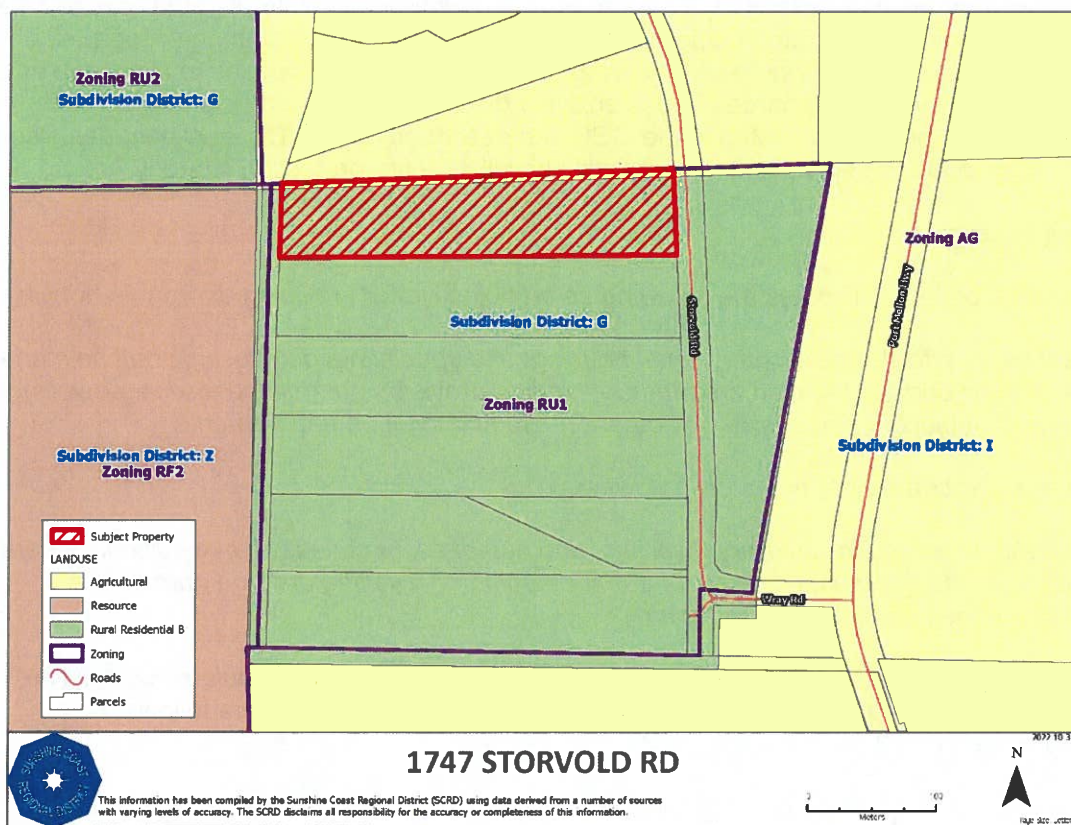 Zoning RU2
Subdivision District: G
Zoning AG
Port Mellon Hwy
Storvold Rd
Subdivision District: G
Zoning RU1
Subdivision District: I
Subdivision District: Z
Zoning RF2
Wray Rd
Subject Property
LANDUSE
Agricultural
Resource
Rural Residential B
Zoning
Roads
Parcels
SUNSHINE COAST
REGIONAL DISTRICT
1747 STORVOLD RD
This information has been compiled by the Sunshine Coast Regional District (SCRD) using data derived from a number of sources
with varying levels of accuracy. The SCRD disclaims all responsibility for the accuracy or completeness of this information.
0 100
Meters
N
Page Size: Letter